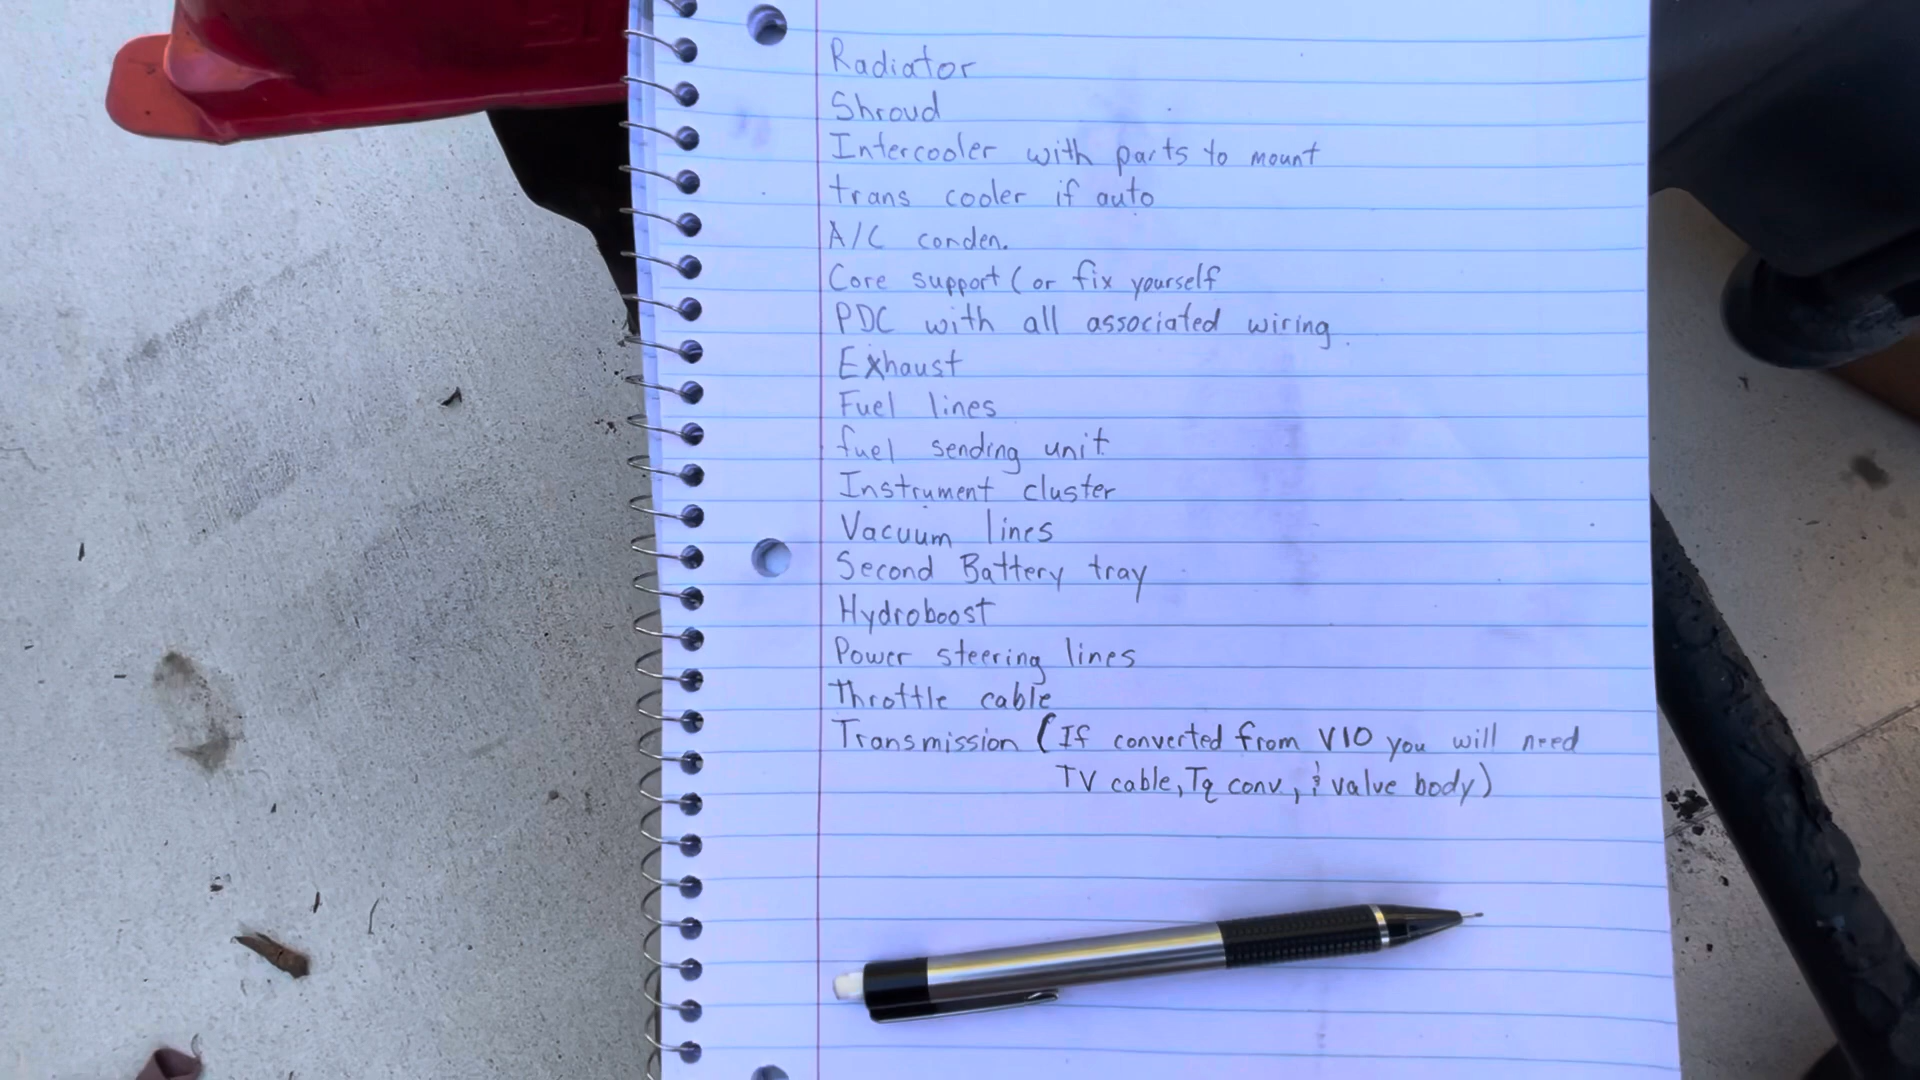 Radiator
Shroud
Intercooler with parts to mount
trans cooler if auto
A/C conden.
Core support (or fix yourself
PDC with all associated wiring.
Exhaust
Fuel lines
fuel sending unit
Instrument cluster
Vacuum lines
Second Battery tray
Hydroboost
Power steering lines
Throttle cable
Transmission (If converted from V10 you will need
TV cable, Tq conv., & valve body)